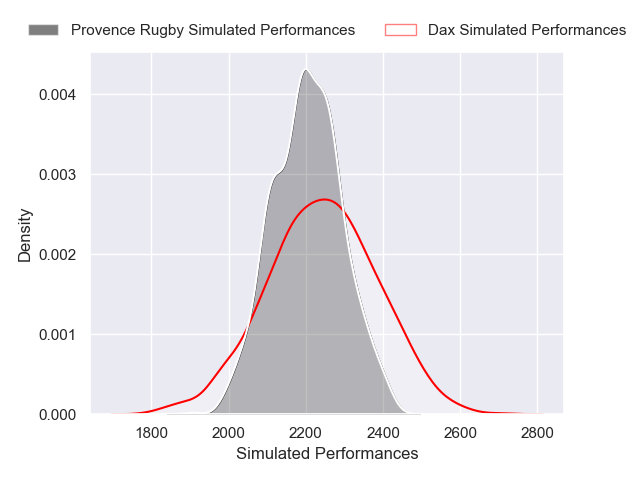 Provence Rugby Simulated Performances Dax Simulated Performances
0.004
0.003
0.002
0.001
0.000
Density
1800 2000 2200 2400 2600 2800
Simulated Performances